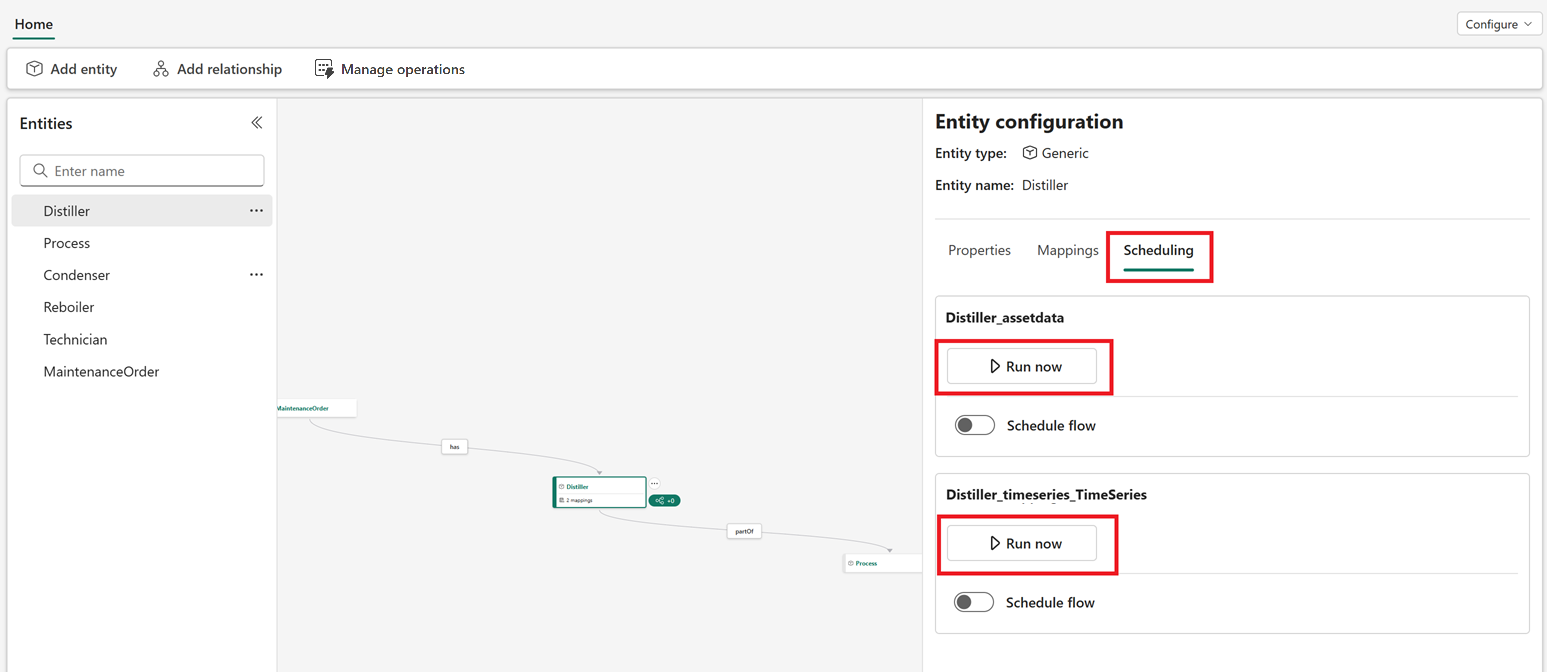 Home
Configure
Add entity
Add relationship
Manage operations
Entities
Enter name
Distiller
Process
Condenser
Reboiler
Technician
MaintenanceOrder
MaintenanceOrder
has
Distiller
2 mappings
+0
partOf
Process
Entity configuration
Entity type: Generic
Entity name: Distiller
Properties
Mappings
Scheduling
Distiller_assetdata
Run now
Schedule flow
Distiller_timeseries_TimeSeries
Run now
Schedule flow